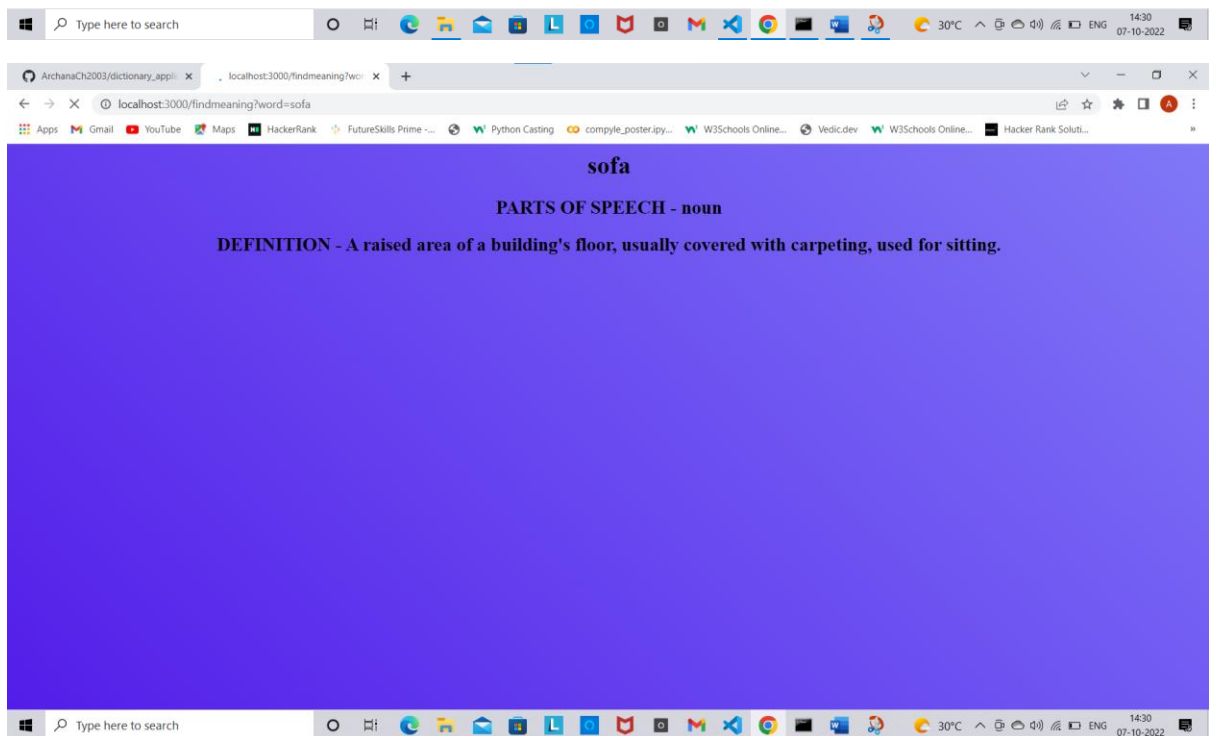 Type here to search
L
30°C
ENG
14:30
07-10-2022
ArchanaCh2003/dictionary_appli
localhost:3000/findmeaning?wor
localhost:3000/findmeaning?word=sofa
A
Apps
Gmail
YouTube
Maps
HackerRank
FutureSkills Prime -...
Python Casting
compyle_poster.ipy...
W3Schools Online...
Vedic.dev
W3Schools Online...
Hacker Rank Soluti...
sofa
PARTS OF SPEECH - noun
DEFINITION - A raised area of a building's floor, usually covered with carpeting, used for sitting.
Type here to search
L
30°C
ENG
14:30
07-10-2022